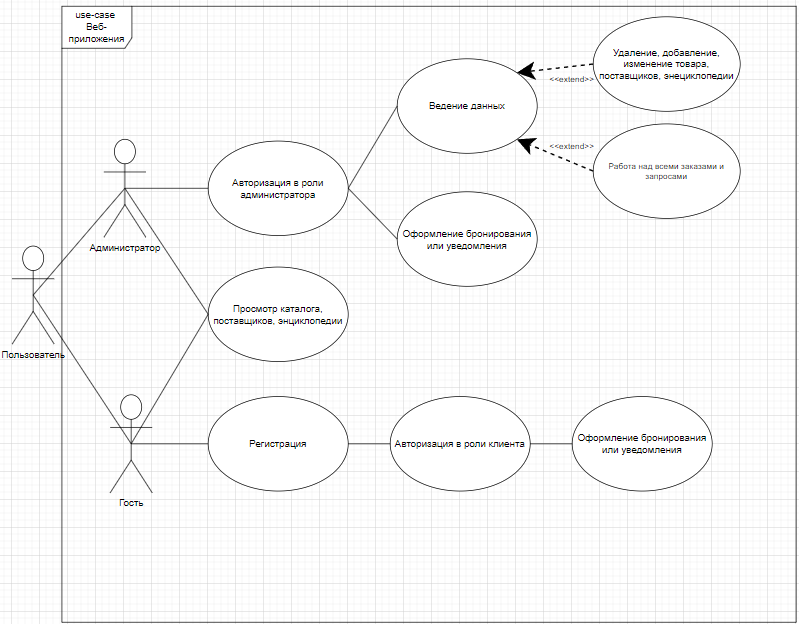 use-case
Веб-
приложения
Удаление, добавление,
изменение товара,
поставщиков, энециклопедии
<<extend>>
Ведение данных
<<extend>>
Работа над всеми заказами и
запросами
Авторизация в роли
администратора
Оформление бронирования
или уведомления
Администратор
Просмотр каталога,
поставщиков, энциклопедии
Пользователь
Регистрация
Авторизация в роли клиента
Оформление бронирования
или уведомления
Гость